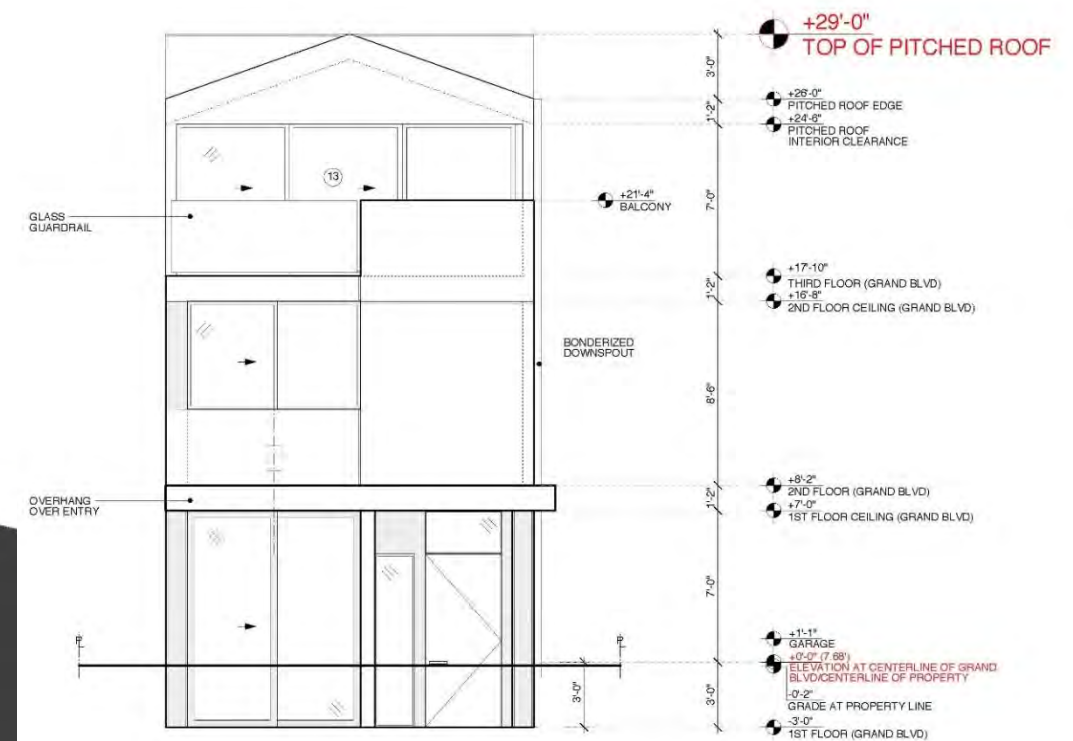 +29'-0"
TOP OF PITCHED ROOF
3'-0"
+26'-0"
PITCHED ROOF EDGE
1'-2"
+24'-6"
PITCHED ROOF
INTERIOR CLEARANCE
13
+21'-4"
BALCONY
7'-0"
GLASS
GUARDRAIL
+17'-10"
THIRD FLOOR (GRAND BLVD)
1'-2"
+16'-8"
2ND FLOOR CEILING (GRAND BLVD)
BONDERIZED
DOWNSPOUT
8'-6"
OVERHANG
OVER ENTRY
+8'-2"
2ND FLOOR (GRAND BLVD)
1'-2"
+7'-0"
1ST FLOOR CEILING (GRAND BLVD)
7'-0"
+1'-1"
GARAGE
+0'-0" (7.68')
ELEVATION AT CENTERLINE OF GRAND
BLVD/CENTERLINE OF PROPERTY
-0'-2"
GRADE AT PROPERTY LINE
3'-0"
3'-0"
-3'-0"
1ST FLOOR (GRAND BLVD)